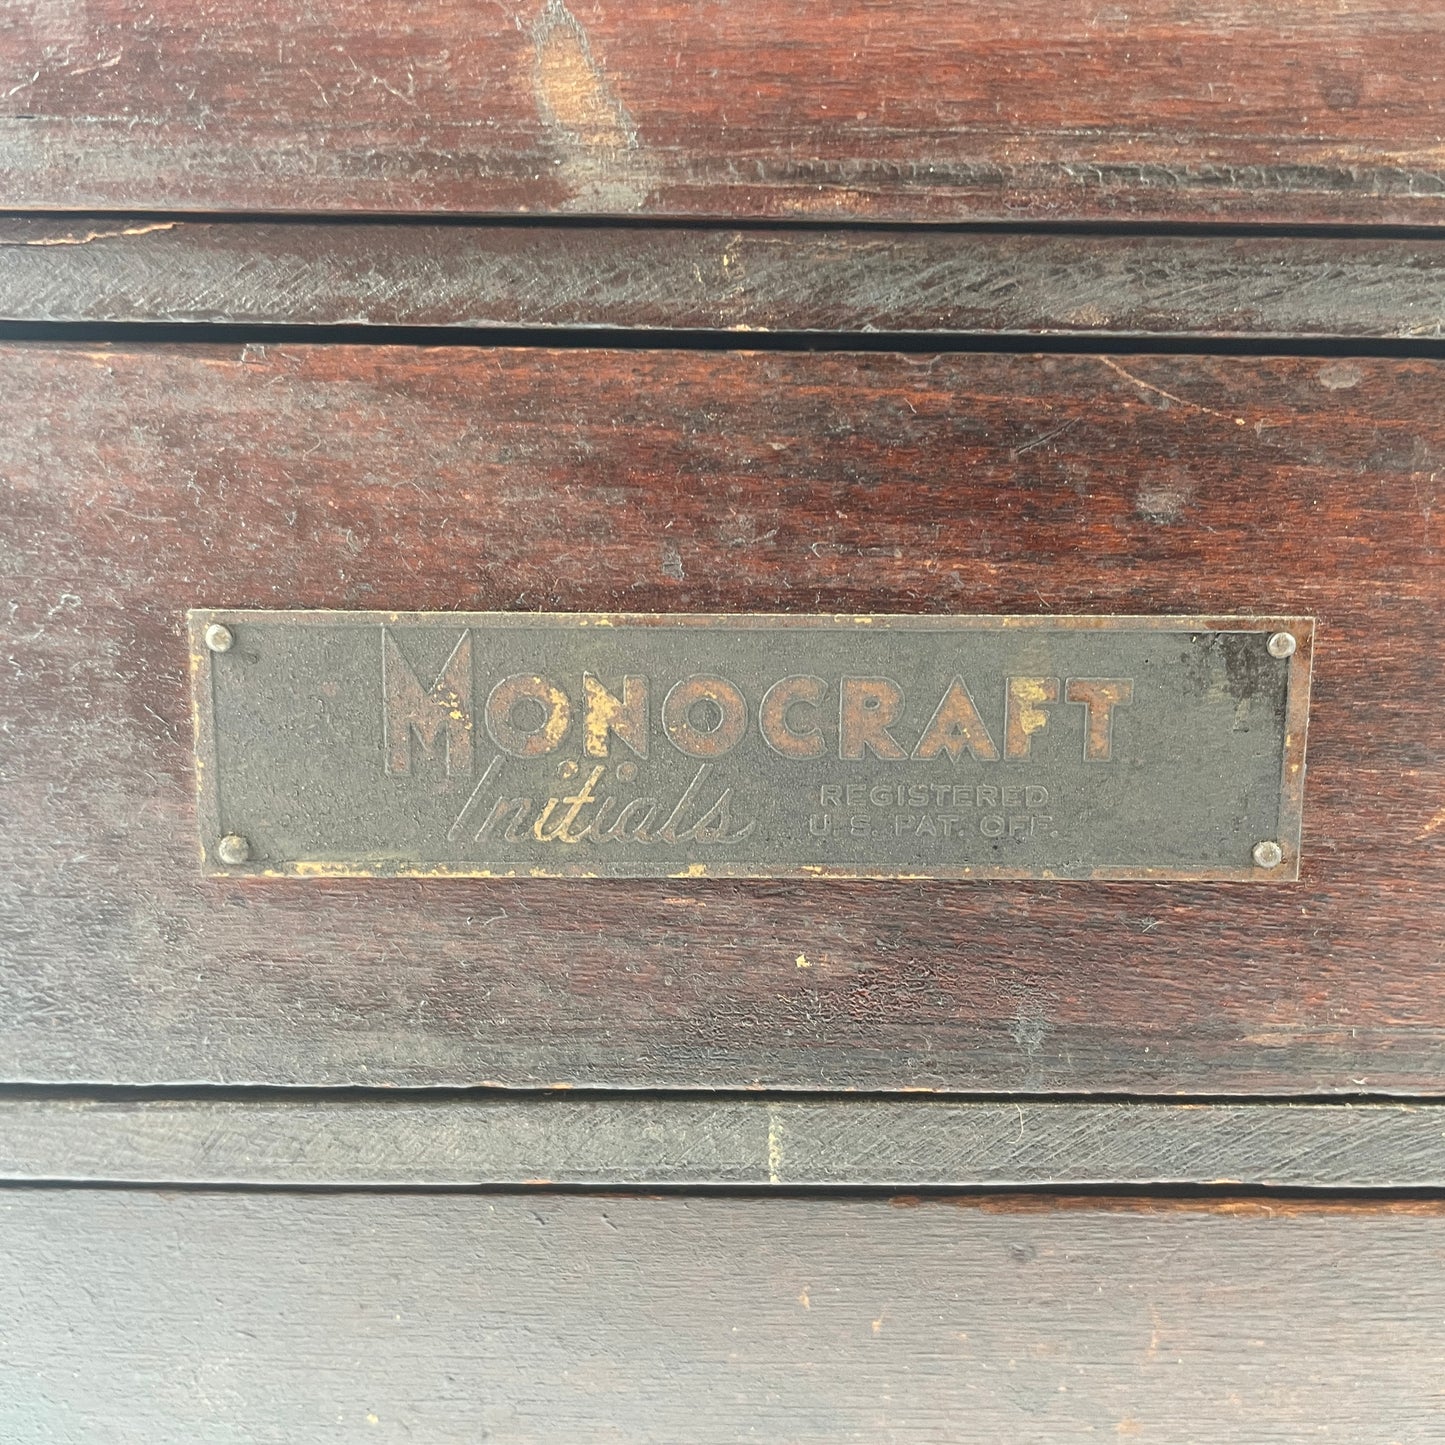 MONOCRAFT
Initials
REGISTERED
U.S. PAT. OFF.